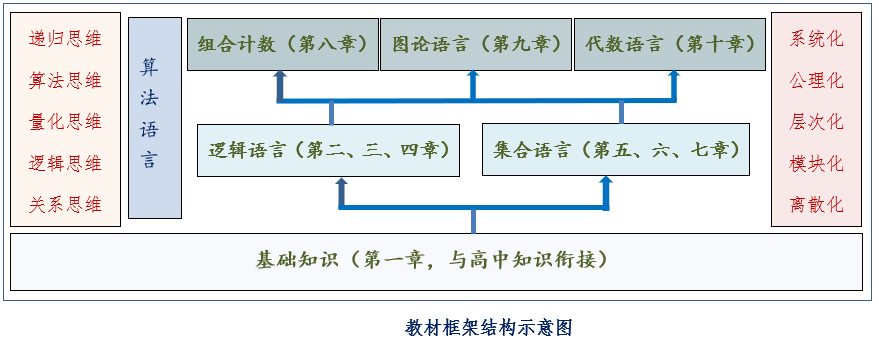 递归思维
算法思维
量化思维
逻辑思维
关系思维
算法语言
组合计数（第八章）
图论语言（第九章）
代数语言（第十章）
逻辑语言（第二、三、四章）
集合语言（第五、六、七章）
系统化
公理化
层次化
模块化
离散化
基础知识（第一章，与高中知识衔接）
教材框架结构示意图